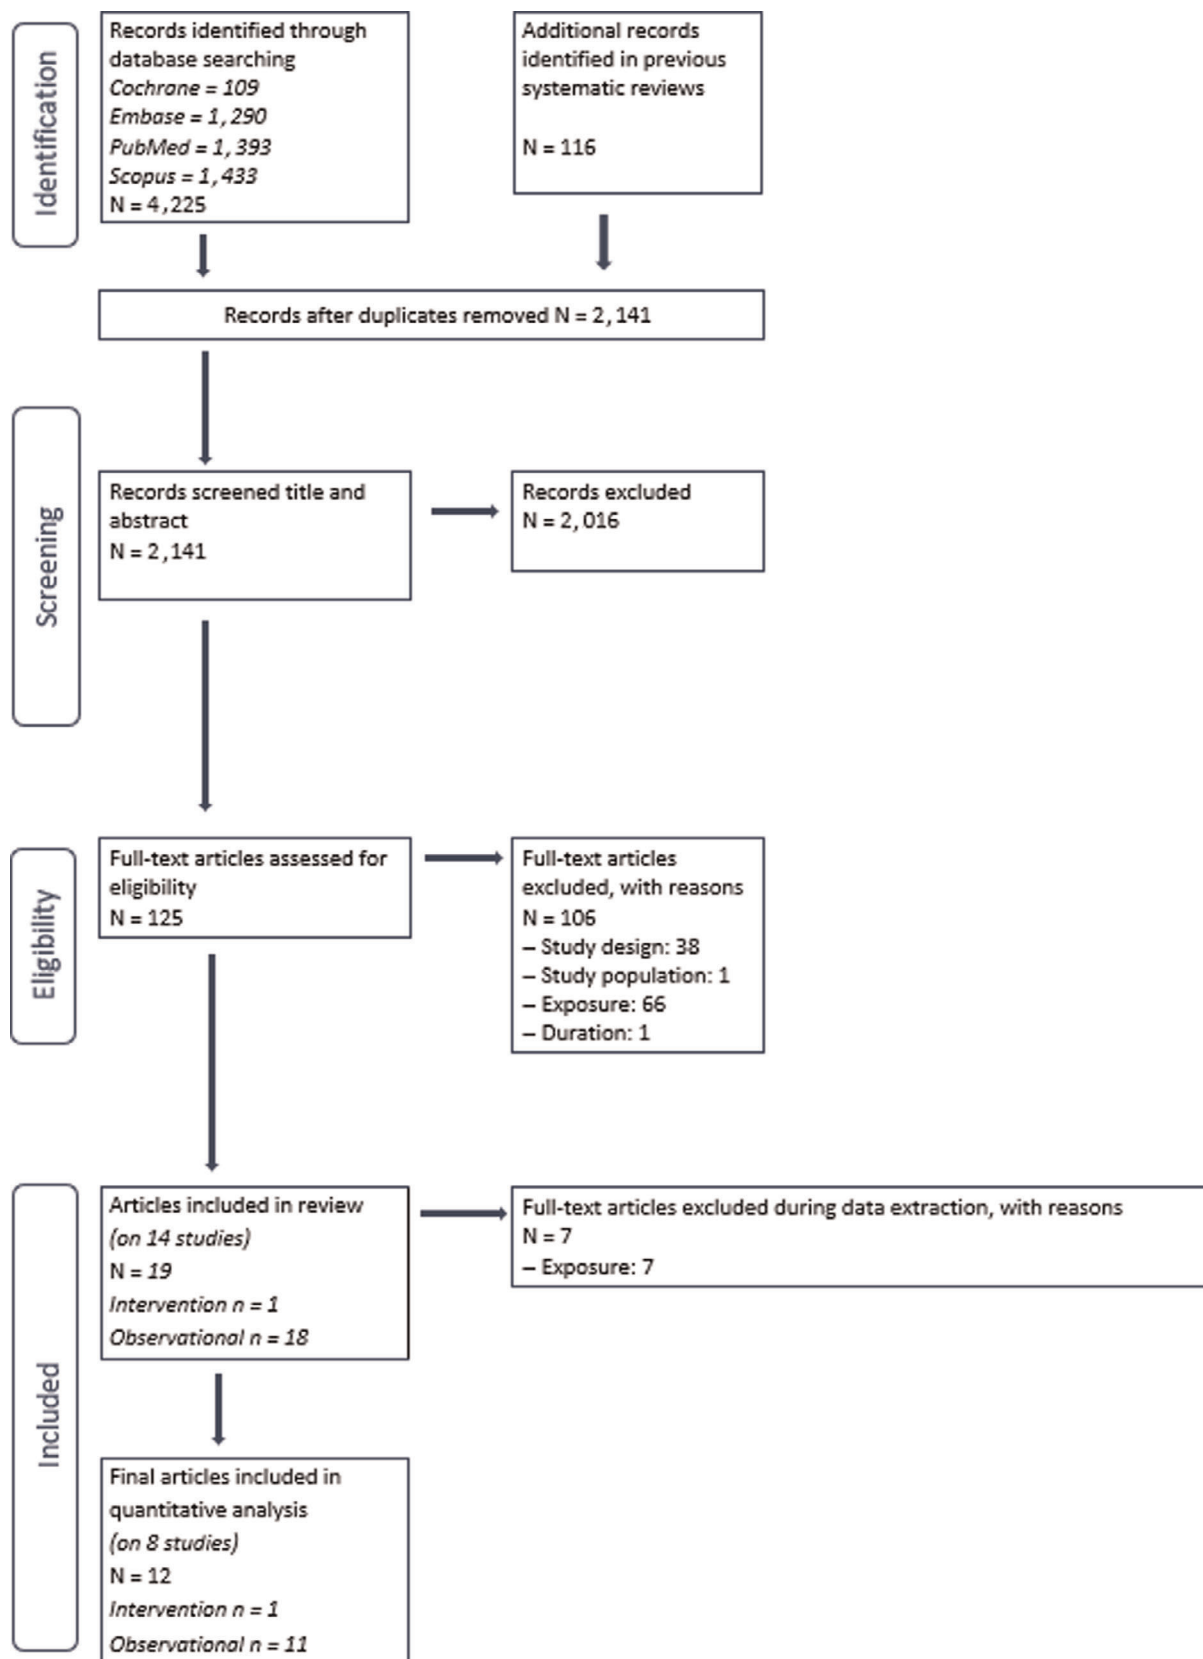 Identification
Records identified through
database searching
Cochrane = 109
Embase = 1,290
PubMed = 1,393
Scopus = 1,433
N = 4,225
Additional records
identified in previous
systematic reviews
N = 116
Records after duplicates removed N = 2,141
Screening
Records screened title and
abstract
N = 2,141
Records excluded
N = 2,016
Eligibility
Full-text articles assessed for
eligibility
N = 125
Full-text articles
excluded, with reasons
N = 106
– Study design: 38
– Study population: 1
– Exposure: 66
– Duration: 1
Included
Articles included in review
(on 14 studies)
N = 19
Intervention n = 1
Observational n = 18
Full-text articles excluded during data extraction, with reasons
N = 7
– Exposure: 7
Final articles included in
quantitative analysis
(on 8 studies)
N = 12
Intervention n = 1
Observational n = 11